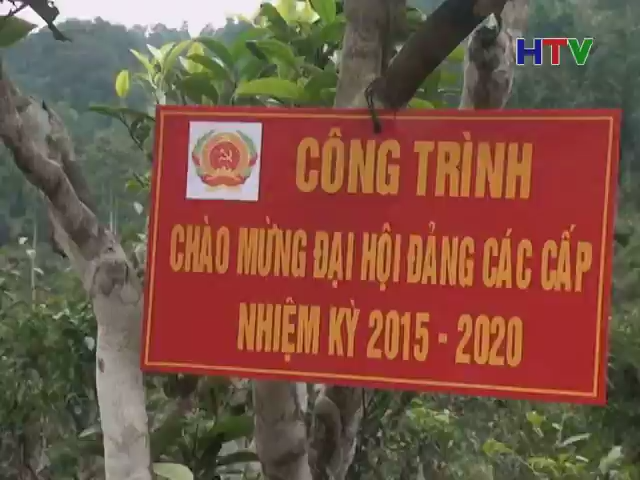 HTV
CÔNG TRÌNH
CHÀO MỪNG ĐẠI HỘI ĐẢNG CÁC CẤP
NHIỆM KỲ 2015 - 2020